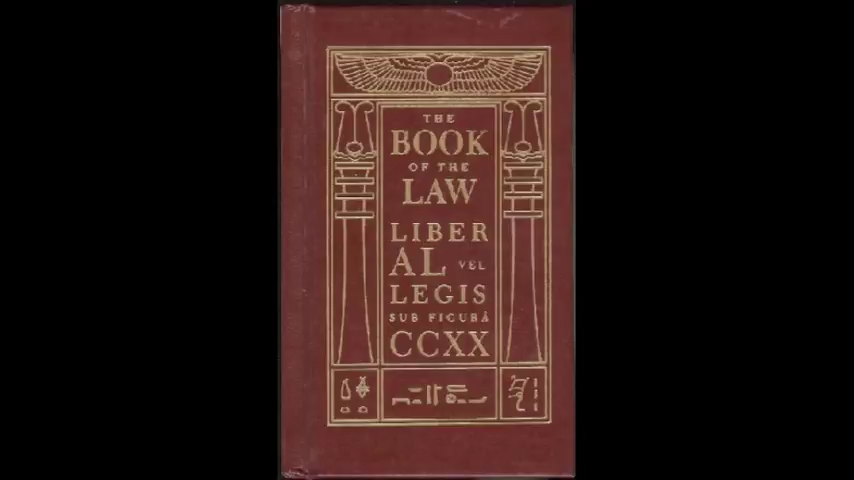 THE
BOOK
OF THE
LAW
LIBER
AL VEL
LEGIS
SUB FIGURÂ
CCXX